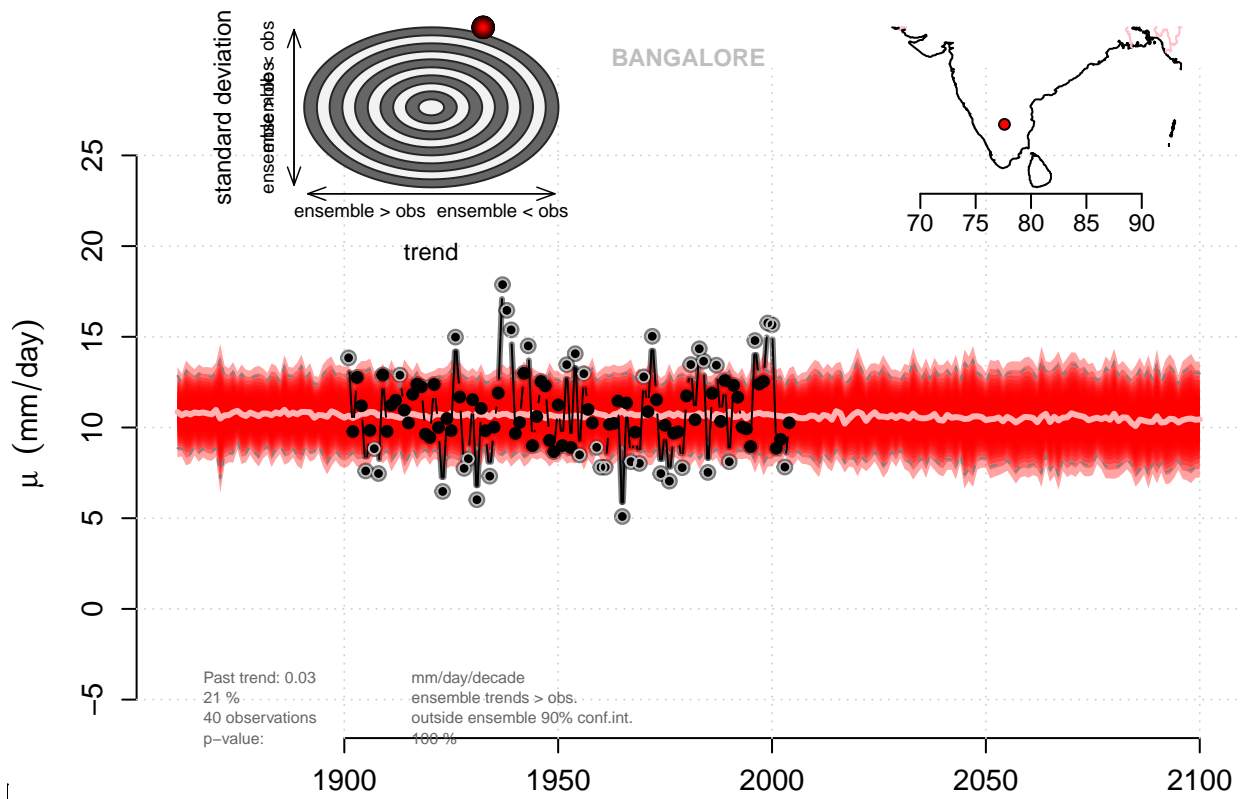 BANGALORE
standard deviation
ensemble > obs
ensemble < obs
ensemble > obs
ensemble < obs
trend
70
75
80
85
90
25
20
15
10
5
0
−5
μ (mm/day)
Past trend: 0.03 mm/day/decade
21 % ensemble trends > obs.
40 observations outside ensemble 90% conf.int.
p−value: 100 %
1900
1950
2000
2050
2100